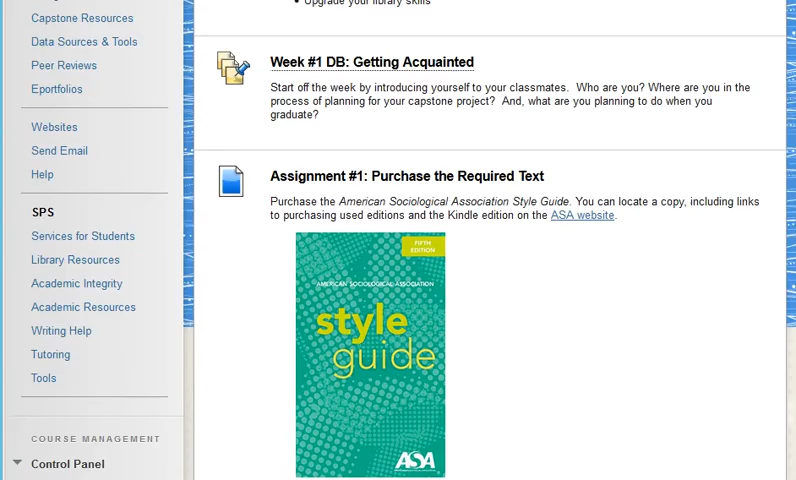 Capstone Resources
Data Sources & Tools
Peer Reviews
Eportfolios
Websites
Send Email
Help
SPS
Services for Students
Library Resources
Academic Integrity
Academic Resources
Writing Help
Tutoring
Tools
COURSE MANAGEMENT
Control Panel
Upgrade your library skills
Week #1 DB: Getting Acquainted
Start off the week by introducing yourself to your classmates.  Who are you? Where are you in the
process of planning for your capstone project?  And, what are you planning to do when you
graduate?
Assignment #1: Purchase the Required Text
Purchase the American Sociological Association Style Guide. You can locate a copy, including links
to purchasing used editions and the Kindle edition on the ASA website.
FIFTH
EDITION
AMERICAN SOCIOLOGICAL ASSOCIATION
style
guide
ASA